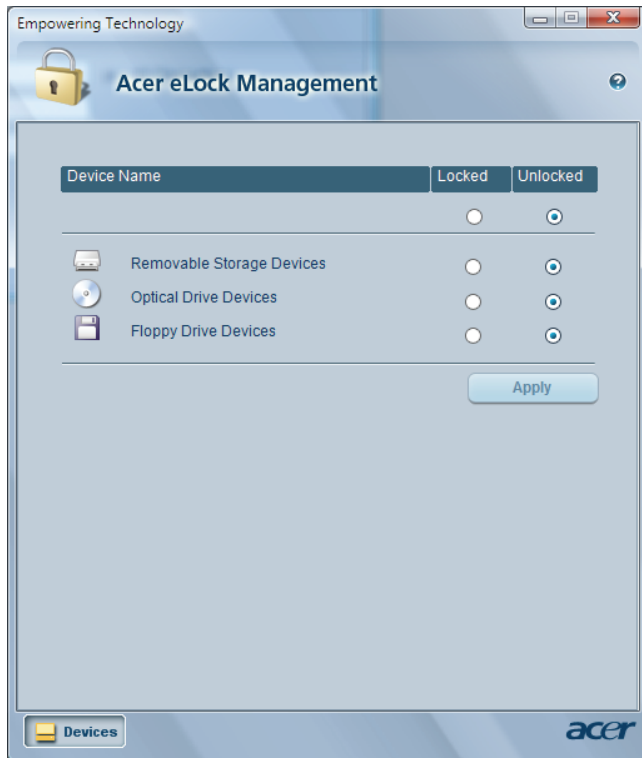 Empowering Technology
Acer eLock Management
Device Name Locked Unlocked
Removable Storage Devices
Optical Drive Devices
Floppy Drive Devices
Apply
Devices
acer